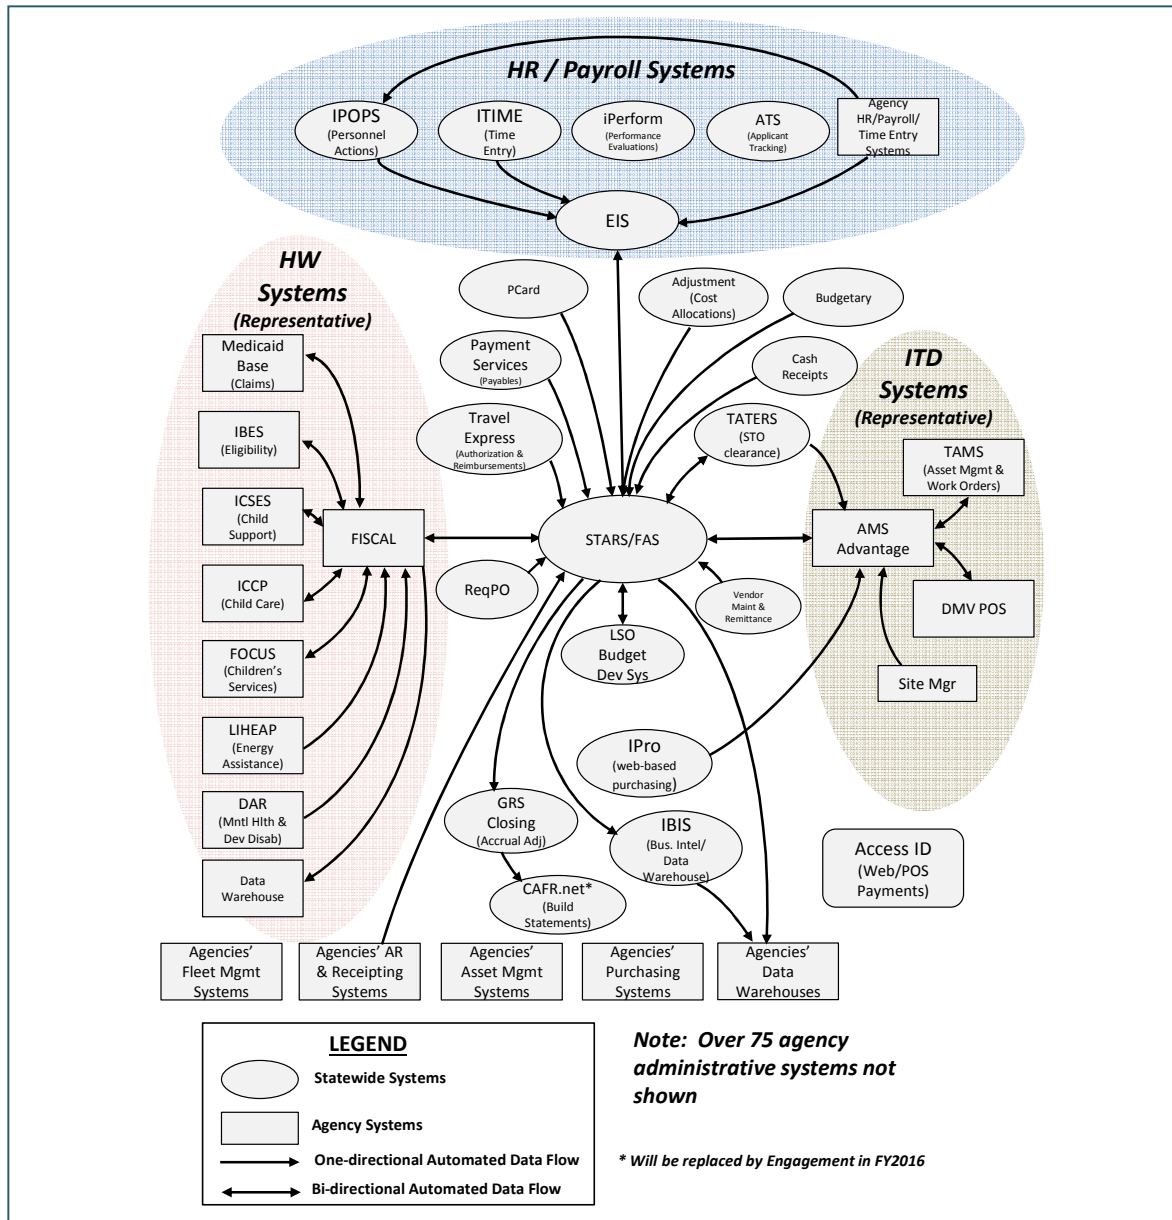 HR / Payroll Systems
IPOPS
(Personnel
Actions)
ITIME
(Time
Entry)
iPerform
(Performance
Evaluations)
ATS
(Applicant
Tracking)
Agency
HR/Payroll/
Time Entry
Systems
EIS
HW
Systems
(Representative)
Medicaid
Base
(Claims)
IBES
(Eligibility)
ICSES
(Child
Support)
ICCP
(Child Care)
FOCUS
(Children’s
Services)
LIHEAP
(Energy
Assistance)
DAR
(Mntl Hlth &
Dev Disab)
Data
Warehouse
FISCAL
PCard
Adjustment
(Cost
Allocations)
Budgetary
Payment
Services
(Payables)
Cash
Receipts
Travel
Express
(Authorization &
Reimbursements)
TATERS
(STO
clearance)
STARS/FAS
ReqPO
Vendor
Maint &
Remittance
LSO
Budget
Dev Sys
IPro
(web-based
purchasing)
GRS
Closing
(Accrual Adj)
IBIS
(Bus. Intel/
Data
Warehouse)
CAFR.net*
(Build
Statements)
ITD
Systems
(Representative)
TAMS
(Asset Mgmt &
Work Orders)
AMS
Advantage
DMV POS
Site Mgr
Access ID
(Web/POS
Payments)
Agencies’
Fleet Mgmt
Systems
Agencies’ AR
& Receipting
Systems
Agencies’
Asset Mgmt
Systems
Agencies’
Purchasing
Systems
Agencies’
Data
Warehouses
LEGEND
Statewide Systems
Agency Systems
One-directional Automated Data Flow
Bi-directional Automated Data Flow
Note: Over 75 agency
administrative systems not
shown
* Will be replaced by Engagement in FY2016